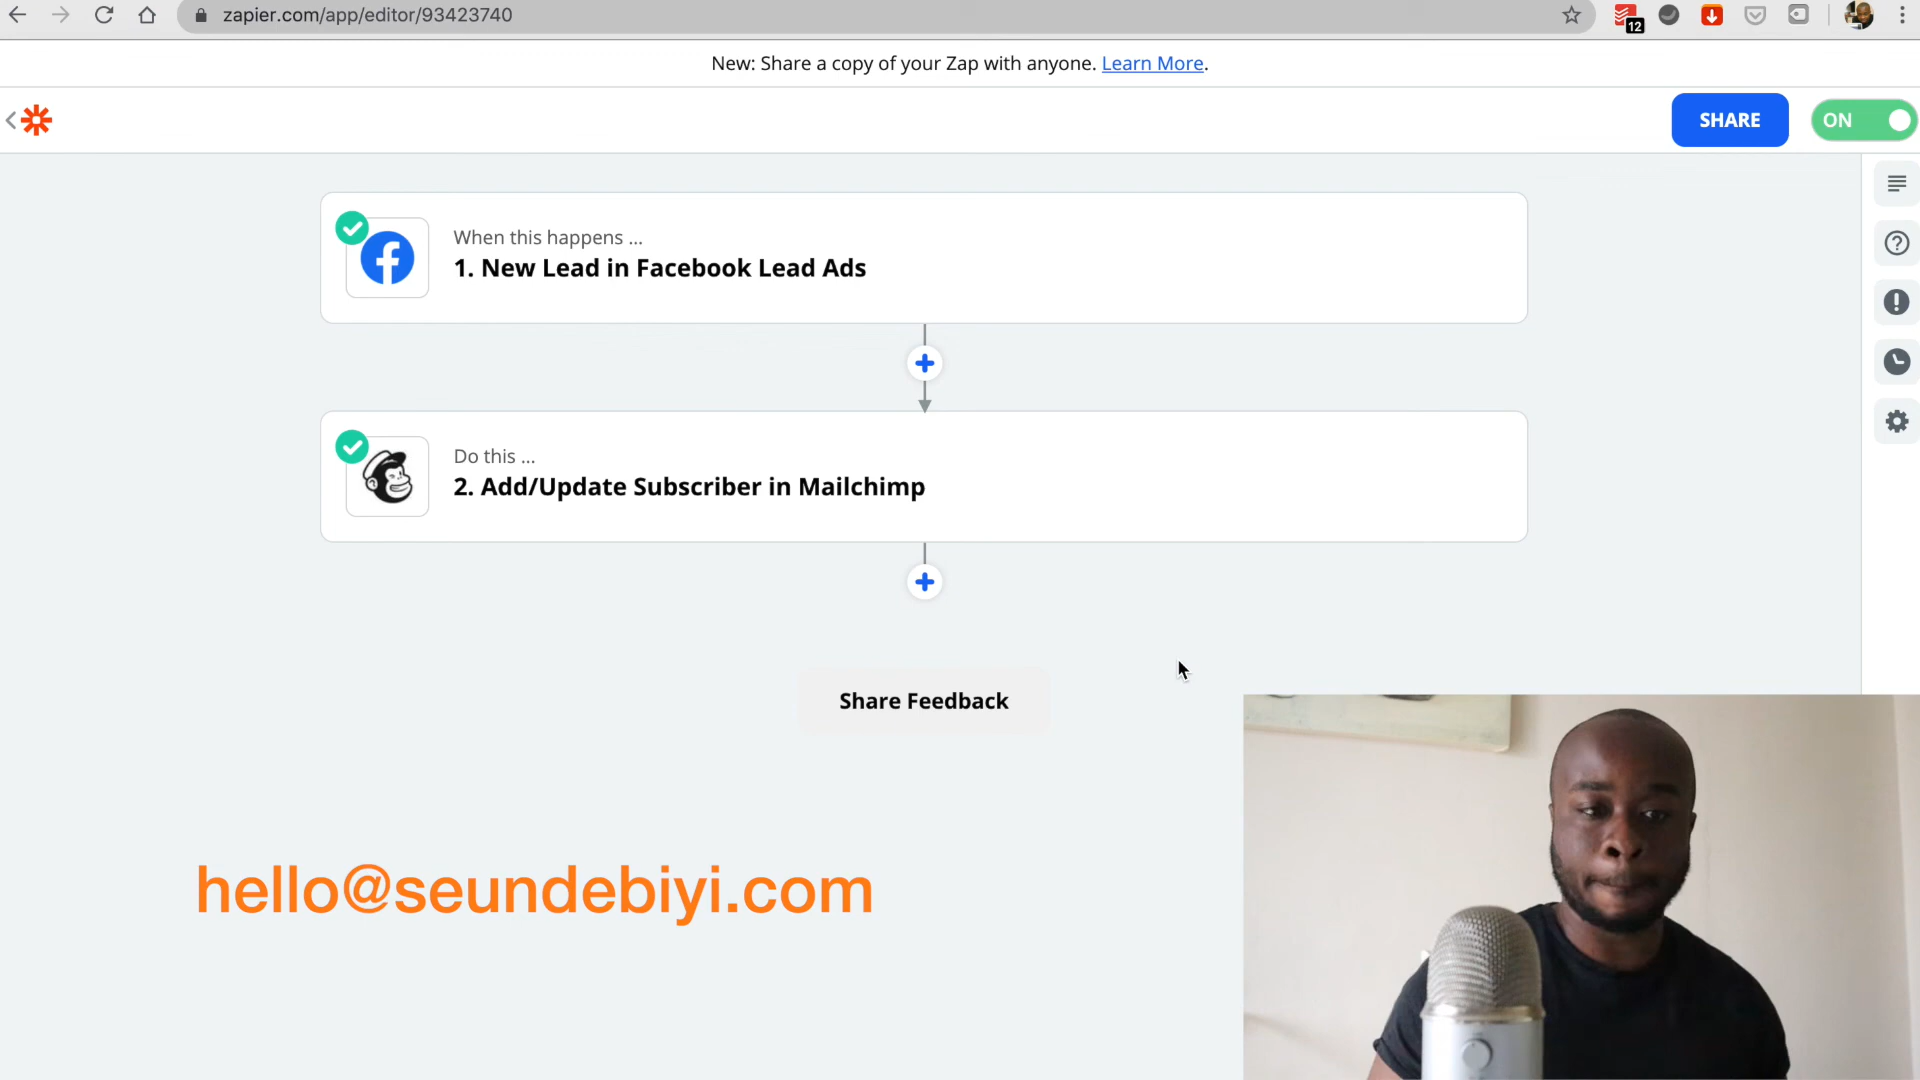 zapier.com/app/editor/93423740
12
New: Share a copy of your Zap with anyone. Learn More.
SHARE
ON
When this happens ...
1. New Lead in Facebook Lead Ads
Do this ...
2. Add/Update Subscriber in Mailchimp
Share Feedback
hello@seundebiyi.com